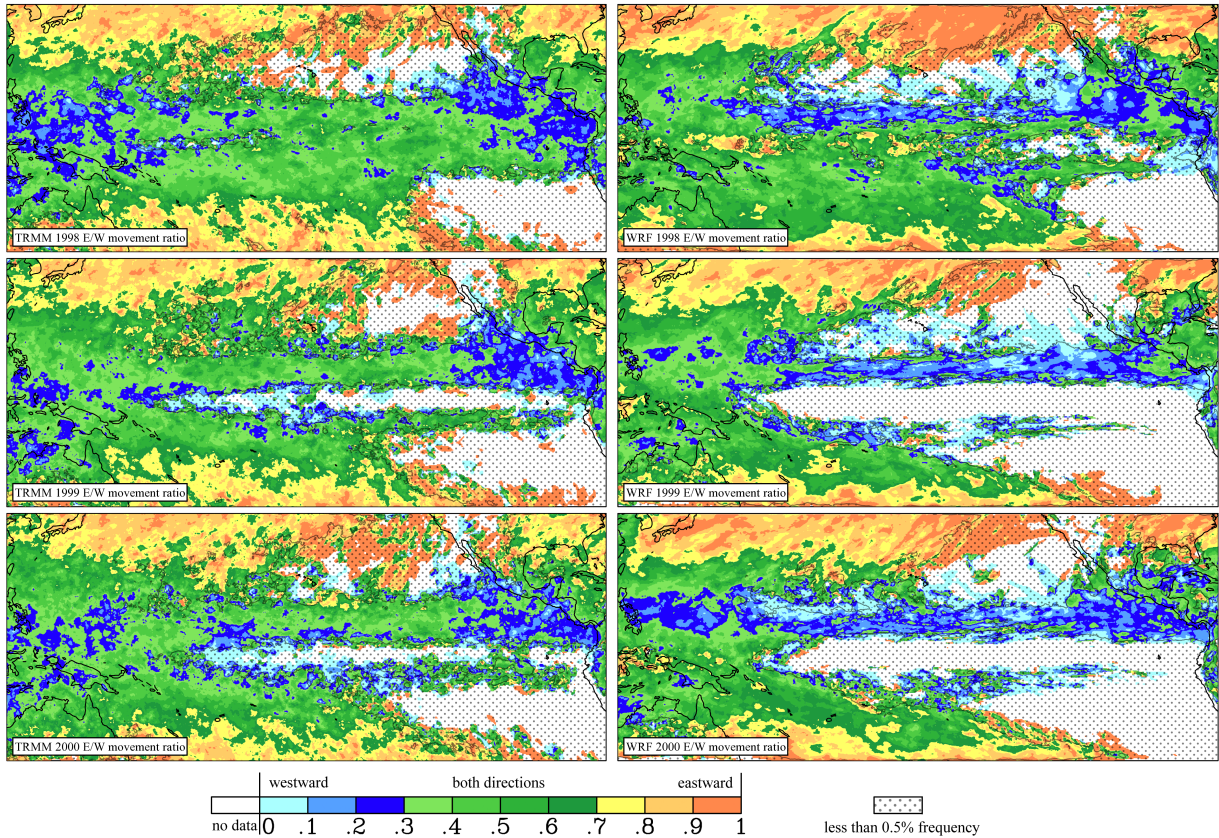 TRMM 1998 E/W movement ratio
WRF 1998 E/W movement ratio
TRMM 1999 E/W movement ratio
WRF 1999 E/W movement ratio
TRMM 2000 E/W movement ratio
WRF 2000 E/W movement ratio
westward both directions eastward
no data 0 .1 .2 .3 .4 .5 .6 .7 .8 .9 1
less than 0.5% frequency